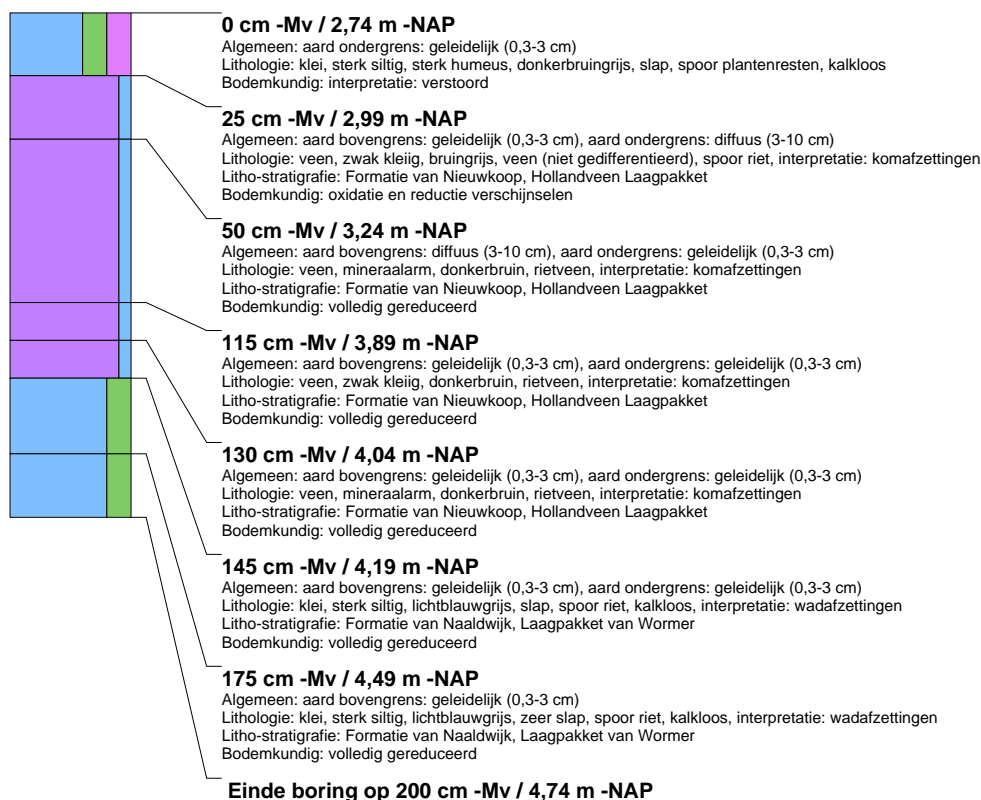 0 cm -Mv / 2,74 m -NAP
Algemeen: aard ondergrens: geleidelijk (0,3-3 cm)
Lithologie: klei, sterk siltig, sterk humeus, donkerbruingrijs, slap, spoor plantenresten, kalkloos
Bodemkundig: interpretatie: verstoord
25 cm -Mv / 2,99 m -NAP
Algemeen: aard bovengrens: geleidelijk (0,3-3 cm), aard ondergrens: diffuus (3-10 cm)
Lithologie: veen, zwak kleiig, bruingrijs, veen (niet gedifferentieerd), spoor riet, interpretatie: komafzettingen
Litho-stratigrafie: Formatie van Nieuwkoop, Hollandveen Laagpakket
Bodemkundig: oxidatie en reductie verschijnselen
50 cm -Mv / 3,24 m -NAP
Algemeen: aard bovengrens: diffuus (3-10 cm), aard ondergrens: geleidelijk (0,3-3 cm)
Lithologie: veen, mineraalarm, donkerbruin, rietveen, interpretatie: komafzettingen
Litho-stratigrafie: Formatie van Nieuwkoop, Hollandveen Laagpakket
Bodemkundig: volledig gereduceerd
115 cm -Mv / 3,89 m -NAP
Algemeen: aard bovengrens: geleidelijk (0,3-3 cm), aard ondergrens: geleidelijk (0,3-3 cm)
Lithologie: veen, zwak kleiig, donkerbruin, rietveen, interpretatie: komafzettingen
Litho-stratigrafie: Formatie van Nieuwkoop, Hollandveen Laagpakket
Bodemkundig: volledig gereduceerd
130 cm -Mv / 4,04 m -NAP
Algemeen: aard bovengrens: geleidelijk (0,3-3 cm), aard ondergrens: geleidelijk (0,3-3 cm)
Lithologie: veen, mineraalarm, donkerbruin, rietveen, interpretatie: komafzettingen
Litho-stratigrafie: Formatie van Nieuwkoop, Hollandveen Laagpakket
Bodemkundig: volledig gereduceerd
145 cm -Mv / 4,19 m -NAP
Algemeen: aard bovengrens: geleidelijk (0,3-3 cm), aard ondergrens: geleidelijk (0,3-3 cm)
Lithologie: klei, sterk siltig, lichtblauwgrijs, slap, spoor riet, kalkloos, interpretatie: wadafzettingen
Litho-stratigrafie: Formatie van Naaldwijk, Laagpakket van Wormer
Bodemkundig: volledig gereduceerd
175 cm -Mv / 4,49 m -NAP
Algemeen: aard bovengrens: geleidelijk (0,3-3 cm)
Lithologie: klei, sterk siltig, lichtblauwgrijs, zeer slap, spoor riet, kalkloos, interpretatie: wadafzettingen
Litho-stratigrafie: Formatie van Naaldwijk, Laagpakket van Wormer
Bodemkundig: volledig gereduceerd
Einde boring op 200 cm -Mv / 4,74 m -NAP